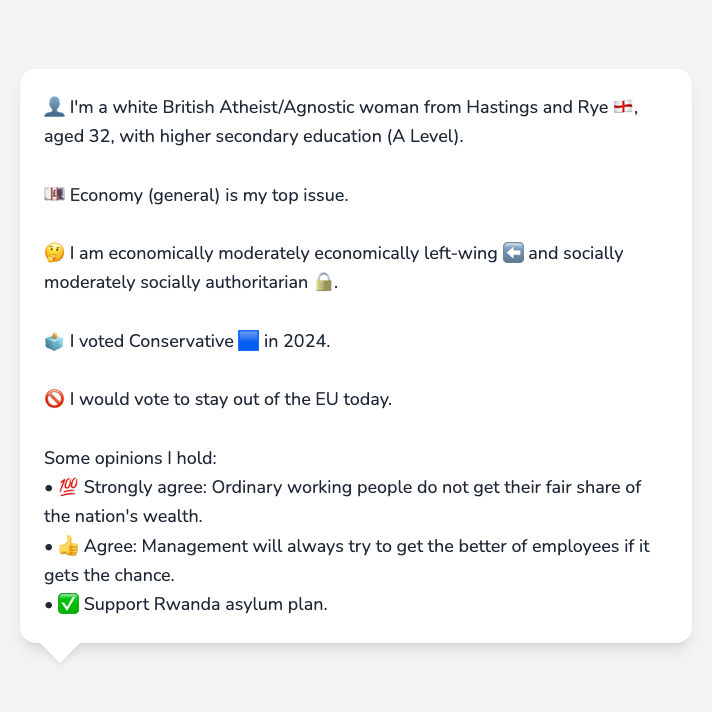 👤 I'm a white British Atheist/Agnostic woman from Hastings and Rye 🏴󠁧󠁢󠁥󠁮󠁧󠁿,
aged 32, with higher secondary education (A Level).
💷 Economy (general) is my top issue.
🤔 I am economically moderately economically left-wing ⬅️ and socially
moderately socially authoritarian 🔒.
🗳️ I voted Conservative 🟦 in 2024.
🚫 I would vote to stay out of the EU today.
Some opinions I hold:
• 💯 Strongly agree: Ordinary working people do not get their fair share of
the nation's wealth.
• 👍 Agree: Management will always try to get the better of employees if it
gets the chance.
• ✅ Support Rwanda asylum plan.